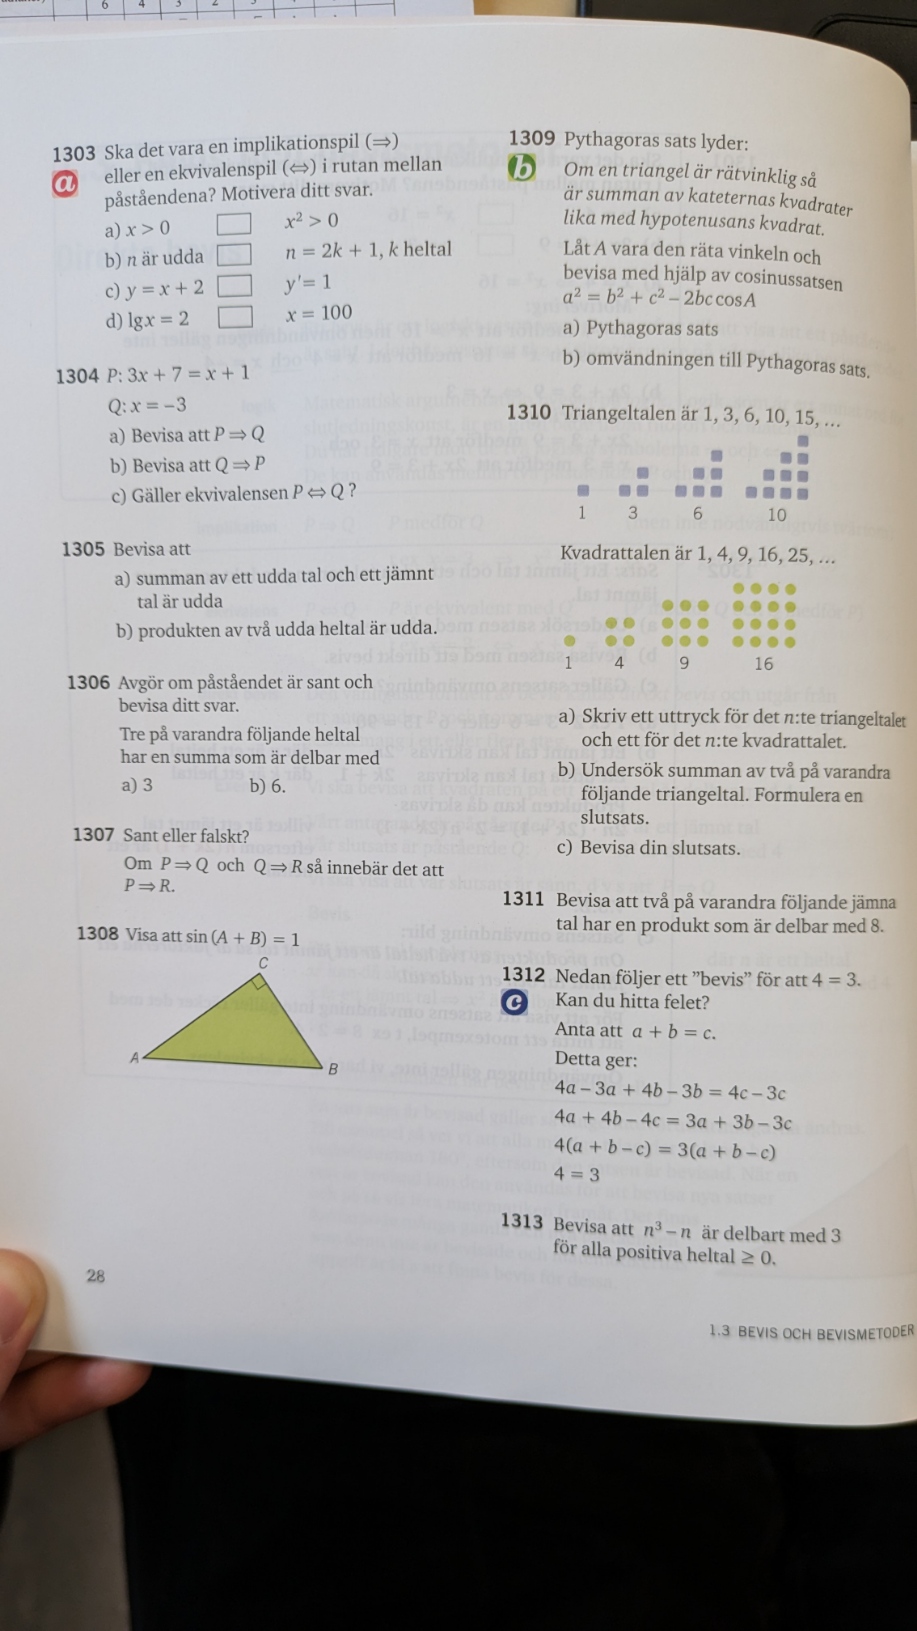 6 4 3 2
1303 Ska det vara en implikationspil (⇒)
a eller en ekvivalenspil (⇔) i rutan mellan
påståendena? Motivera ditt svar.
a) x > 0 x² > 0
b) n är udda n = 2k + 1, k heltal
c) y = x + 2 y′ = 1
d) lg x = 2 x = 100
1304 P: 3x + 7 = x + 1
Q: x = −3
a) Bevisa att P ⇒ Q
b) Bevisa att Q ⇒ P
c) Gäller ekvivalensen P ⇔ Q ?
1305 Bevisa att
a) summan av ett udda tal och ett jämnt
tal är udda
b) produkten av två udda heltal är udda.
1306 Avgör om påståendet är sant och
bevisa ditt svar.
Tre på varandra följande heltal
har en summa som är delbar med
a) 3 b) 6.
1307 Sant eller falskt?
Om P ⇒ Q och Q ⇒ R så innebär det att
P ⇒ R.
1308 Visa att sin (A + B) = 1
C
A
B
28
1309 Pythagoras sats lyder:
b Om en triangel är rätvinklig så
är summan av kateternas kvadrater
lika med hypotenusans kvadrat.
Låt A vara den räta vinkeln och
bevisa med hjälp av cosinussatsen
a² = b² + c² − 2bc cos A
a) Pythagoras sats
b) omvändningen till Pythagoras sats.
1310 Triangeltalen är 1, 3, 6, 10, 15, …
1 3 6 10
Kvadrattalen är 1, 4, 9, 16, 25, …
1 4 9 16
a) Skriv ett uttryck för det n:te triangeltalet
och ett för det n:te kvadrattalet.
b) Undersök summan av två på varandra
följande triangeltal. Formulera en
slutsats.
c) Bevisa din slutsats.
1311 Bevisa att två på varandra följande jämna
tal har en produkt som är delbar med 8.
1312 Nedan följer ett ”bevis” för att 4 = 3.
c Kan du hitta felet?
Anta att a + b = c.
Detta ger:
4a − 3a + 4b − 3b = 4c − 3c
4a + 4b − 4c = 3a + 3b − 3c
4(a + b − c) = 3(a + b − c)
4 = 3
1313 Bevisa att n³ − n är delbart med 3
för alla positiva heltal ≥ 0.
1.3 BEVIS OCH BEVISMETODER